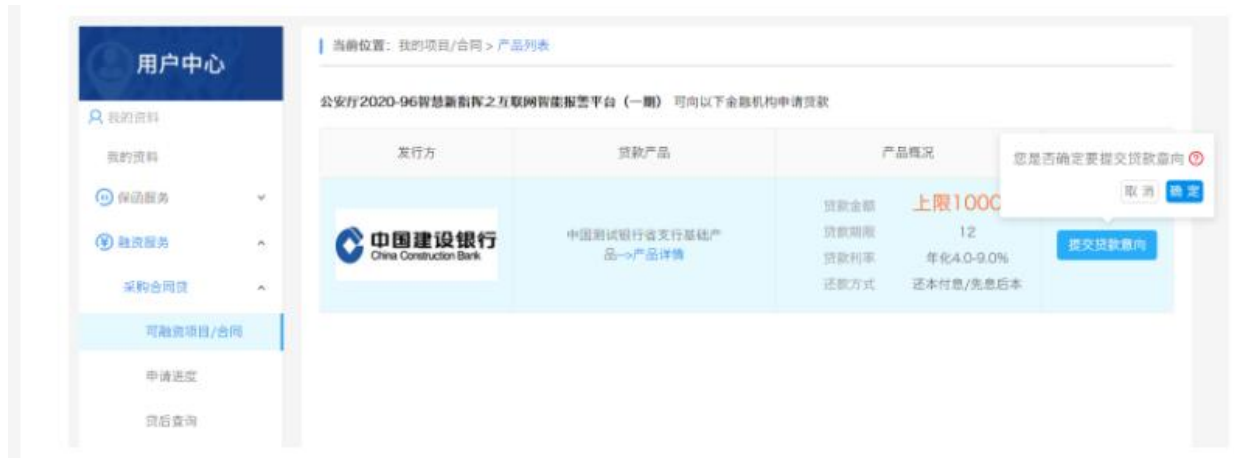 用户中心
当前位置：我的项目/合同 > 产品列表
公安厅2020-96智慧新指挥之互联网智能报警平台（一期） 可向以下金融机构申请贷款
我的资料
我的资料
保函服务
融资服务
采购合同贷
可融资项目/合同
申请进度
贷后查询
发行方
贷款产品
产品概况
您是否确定要提交贷款意向
取消
确定
中国建设银行
China Construction Bank
中国测试银行省支行基础产
品-->产品详情
贷款金额 上限1000
贷款期限 12
贷款利率 年化4.0-9.0%
还款方式 还本付息/先息后本
提交贷款意向